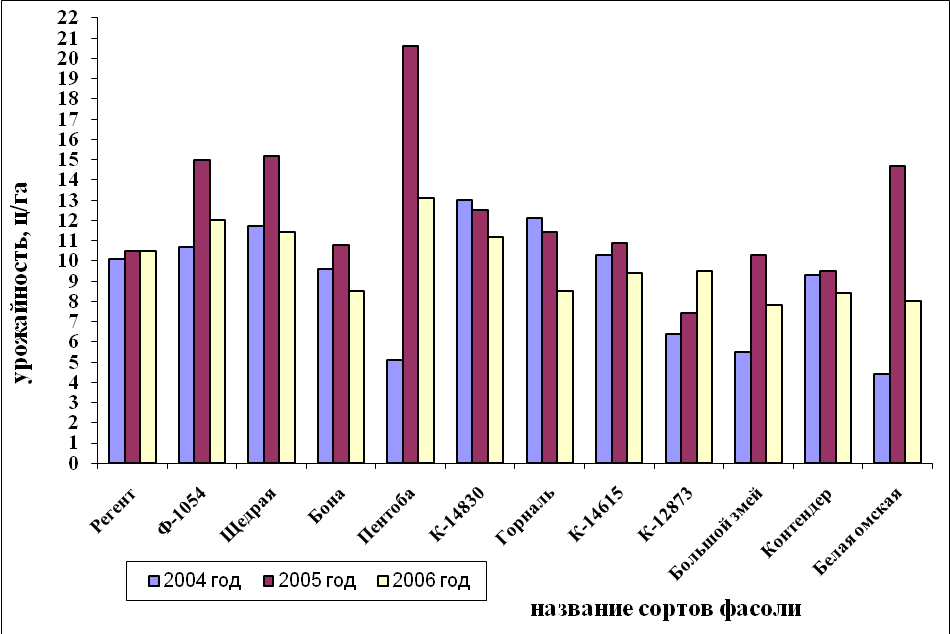 22
21
20
19
18
17
16
15
14
13
12
11
10
9
8
7
6
5
4
3
2
1
0
урожайность, ц/га
Регент
Ф-1054
Щедрая
Бона
Пентоба
К-14830
Горналь
К-14615
К-12873
Большой змей
Контендер
Белая омская
2004 год 2005 год 2006 год
название сортов фасоли